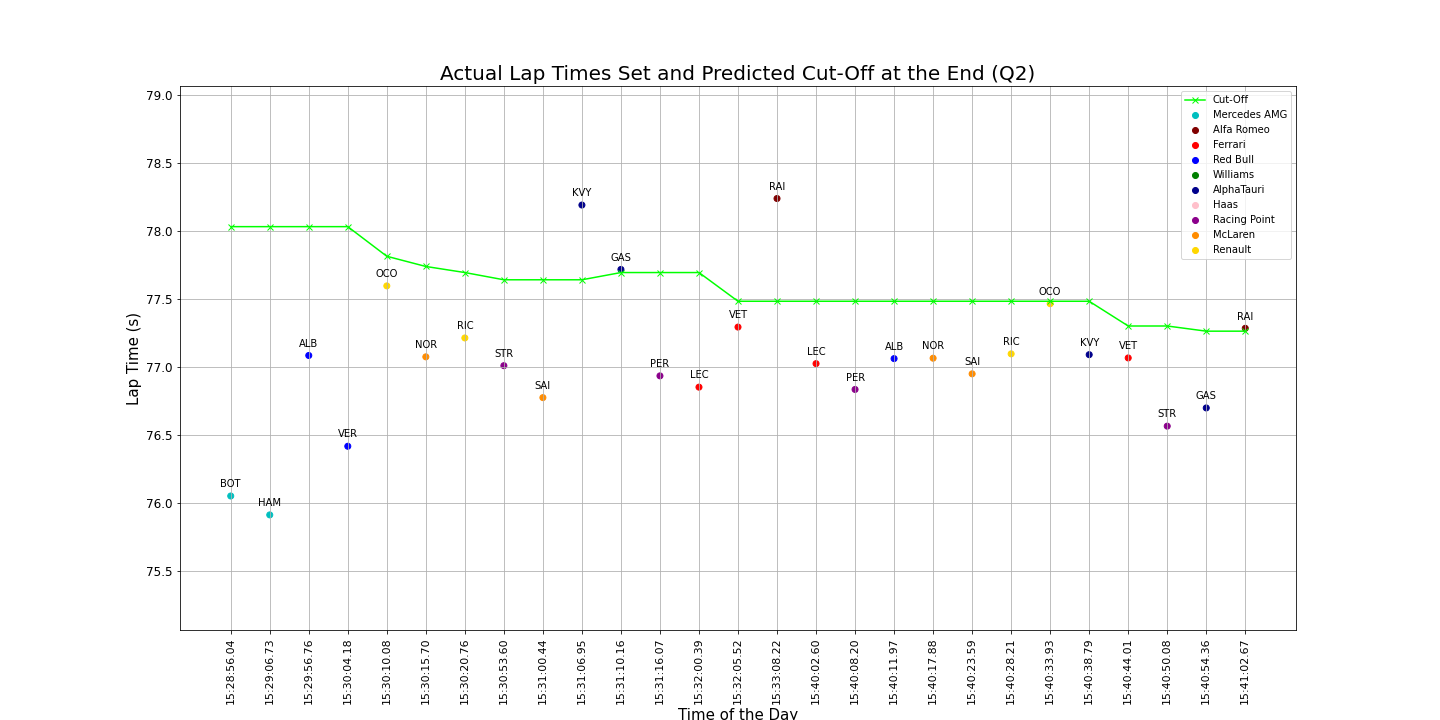 Actual Lap Times Set and Predicted Cut-Off at the End (Q2)
79.0
78.5
78.0
77.5
77.0
76.5
76.0
75.5
Lap Time (s)
Cut-Off
Mercedes AMG
Alfa Romeo
Ferrari
Red Bull
Williams
AlphaTauri
Haas
Racing Point
McLaren
Renault
BOT
HAM
ALB
VER
OCO
NOR
RIC
STR
SAI
KVY
GAS
PER
LEC
VET
RAI
LEC
PER
ALB
NOR
SAI
RIC
OCO
KVY
VET
STR
GAS
RAI
15:28:56.04
15:29:06.73
15:29:56.76
15:30:04.18
15:30:10.08
15:30:15.70
15:30:20.76
15:30:53.60
15:31:00.44
15:31:06.95
15:31:10.16
15:31:16.07
15:32:00.39
15:32:05.52
15:33:08.22
15:40:02.60
15:40:08.20
15:40:11.97
15:40:17.88
15:40:23.59
15:40:28.21
15:40:33.93
15:40:38.79
15:40:44.01
15:40:50.08
15:40:54.36
15:41:02.67
Time of the Day